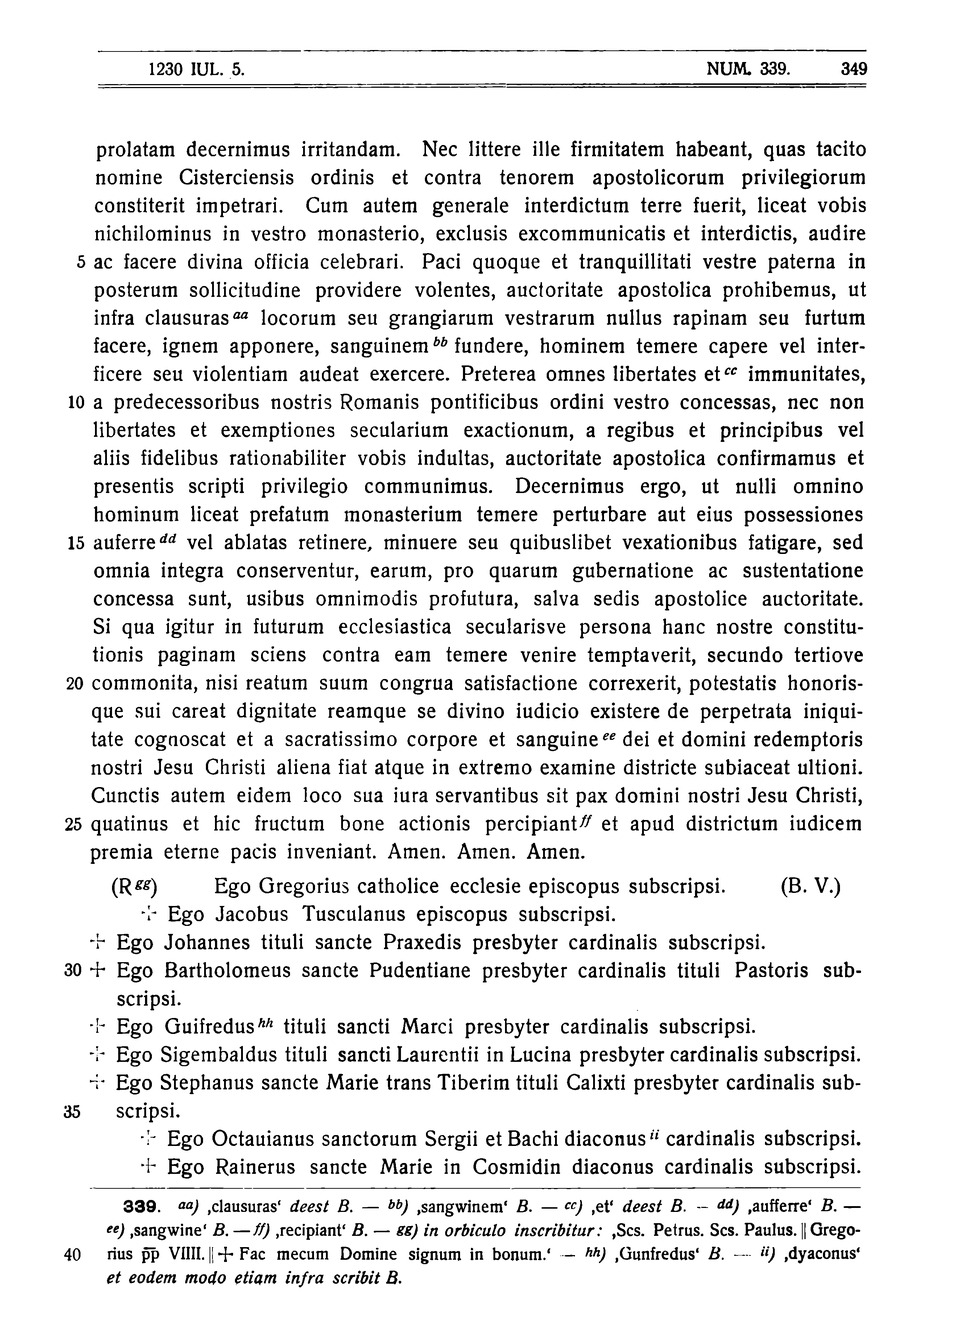 1230 IUL. 5. NUM. 339. 349
prolatam decernimus irritandam. Nec littere ille firmitatem habeant, quas tacito
nomine Cisterciensis ordinis et contra tenorem apostolicorum privilegiorum
constiterit impetrari. Cum autem generale interdictum terre fuerit, liceat vobis
nichilominus in vestro monasterio, exclusis excommunicatis et interdictis, audire
5 ac facere divina officia celebrari. Paci quoque et tranquillitati vestre paterna in
posterum sollicitudine providere volentes, auctoritate apostolica prohibemus, ut
infra clausuras aa locorum seu grangiarum vestrarum nullus rapinam seu furtum
facere, ignem apponere, sanguinem bb fundere, hominem temere capere vel inter-
ficere seu violentiam audeat exercere. Preterea omnes libertates et cc immunitates,
10 a predecessoribus nostris Romanis pontificibus ordini vestro concessas, nec non
libertates et exemptiones secularium exactionum, a regibus et principibus vel
aliis fidelibus rationabiliter vobis indultas, auctoritate apostolica confirmamus et
presentis scripti privilegio communimus. Decernimus ergo, ut nulli omnino
hominum liceat prefatum monasterium temere perturbare aut eius possessiones
15 auferre dd vel ablatas retinere, minuere seu quibuslibet vexationibus fatigare, sed
omnia integra conserventur, earum, pro quarum gubernatione ac sustentatione
concessa sunt, usibus omnimodis profutura, salva sedis apostolice auctoritate.
Si qua igitur in futurum ecclesiastica secularisve persona hanc nostre constitu-
tionis paginam sciens contra eam temere venire temptaverit, secundo tertiove
20 commonita, nisi reatum suum congrua satisfactione correxerit, potestatis honoris-
que sui careat dignitate reamque se divino iudicio existere de perpetrata iniqui-
tate cognoscat et a sacratissimo corpore et sanguine ee dei et domini redemptoris
nostri Jesu Christi aliena fiat atque in extremo examine districte subiaceat ultioni.
Cunctis autem eidem loco sua iura servantibus sit pax domini nostri Jesu Christi,
25 quatinus et hic fructum bone actionis percipiant ff et apud districtum iudicem
premia eterne pacis inveniant. Amen. Amen. Amen.
(R gg) Ego Gregorius catholice ecclesie episcopus subscripsi. (B. V.)
+ Ego Jacobus Tusculanus episcopus subscripsi.
+ Ego Johannes tituli sancte Praxedis presbyter cardinalis subscripsi.
30 + Ego Bartholomeus sancte Pudentiane presbyter cardinalis tituli Pastoris sub-
scripsi.
+ Ego Guifredus hh tituli sancti Marci presbyter cardinalis subscripsi.
+ Ego Sigembaldus tituli sancti Laurentii in Lucina presbyter cardinalis subscripsi.
+ Ego Stephanus sancte Marie trans Tiberim tituli Calixti presbyter cardinalis sub-
35 scripsi.
+ Ego Octauianus sanctorum Sergii et Bachi diaconus ii cardinalis subscripsi.
+ Ego Rainerus sancte Marie in Cosmidin diaconus cardinalis subscripsi.
339. aa) ‚clausuras‘ deest B. — bb) ‚sangwinem‘ B. — cc) ‚et‘ deest B. — dd) ‚aufferre‘ B. —
ee) ‚sangwine‘ B. — ff) ‚recipiant‘ B. — gg) in orbiculo inscribitur: ‚Scs. Petrus. Scs. Paulus. || Grego-
40 rius p̅p̅ VIIII. || + Fac mecum Domine signum in bonum.‘ — hh) ‚Gunfredus‘ B. — ii) ‚dyaconus‘
et eodem modo etiam infra scribit B.